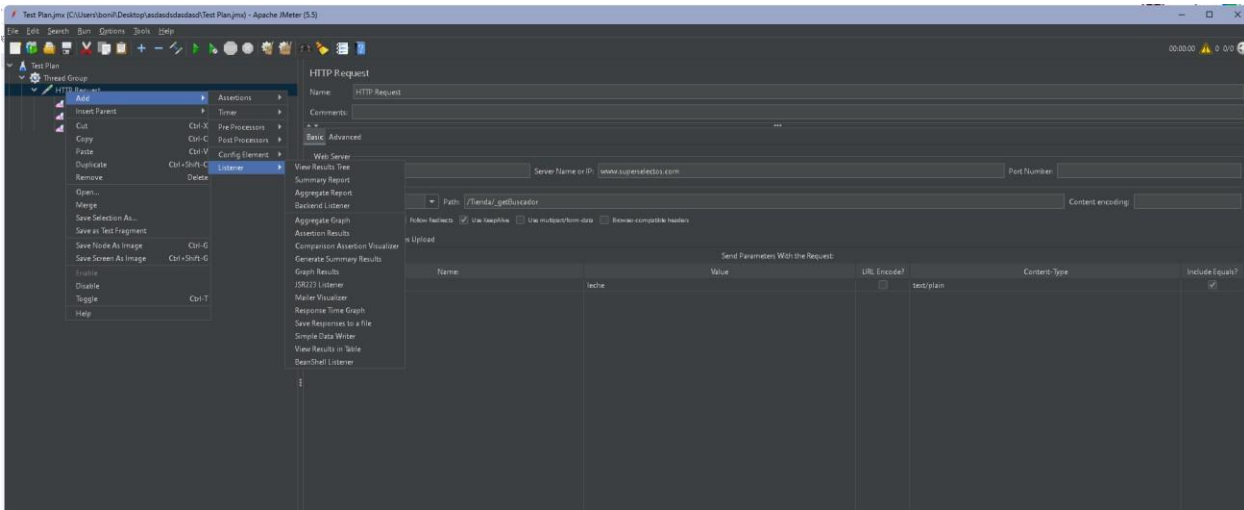 Test Plan.jmx (C:\Users\bonil\Desktop\asdasdsdasdasd\Test Plan.jmx) - Apache JMeter (5.5)
File Edit Search Run Options Tools Help
00:00:00 0 0/0
Test Plan
Thread Group
HTTP Request
Add
Insert Parent
Cut Ctrl-X
Copy Ctrl-C
Paste Ctrl-V
Duplicate Ctrl+Shift-C
Remove Delete
Open...
Merge
Save Selection As...
Save as Test Fragment
Save Node As Image Ctrl-G
Save Screen As Image Ctrl+Shift-G
Enable
Disable
Toggle Ctrl-T
Help
Assertions
Timer
Pre Processors
Post Processors
Config Element
Listener
View Results Tree
Summary Report
Aggregate Report
Backend Listener
Aggregate Graph
Assertion Results
Comparison Assertion Visualizer
Generate Summary Results
Graph Results
JSR223 Listener
Mailer Visualizer
Response Time Graph
Save Responses to a file
Simple Data Writer
View Results in Table
BeanShell Listener
HTTP Request
Name: HTTP Request
Comments:
Basic Advanced
Web Server
Server Name or IP: www.superselectos.com Port Number:
Path: /Tienda/_getBuscador Content encoding:
Follow Redirects Use KeepAlive Use multipart/form-data Browser-compatible headers
s Upload
Send Parameters With the Request:
Name: Value URL Encode? Content-Type Include Equals?
leche text/plain